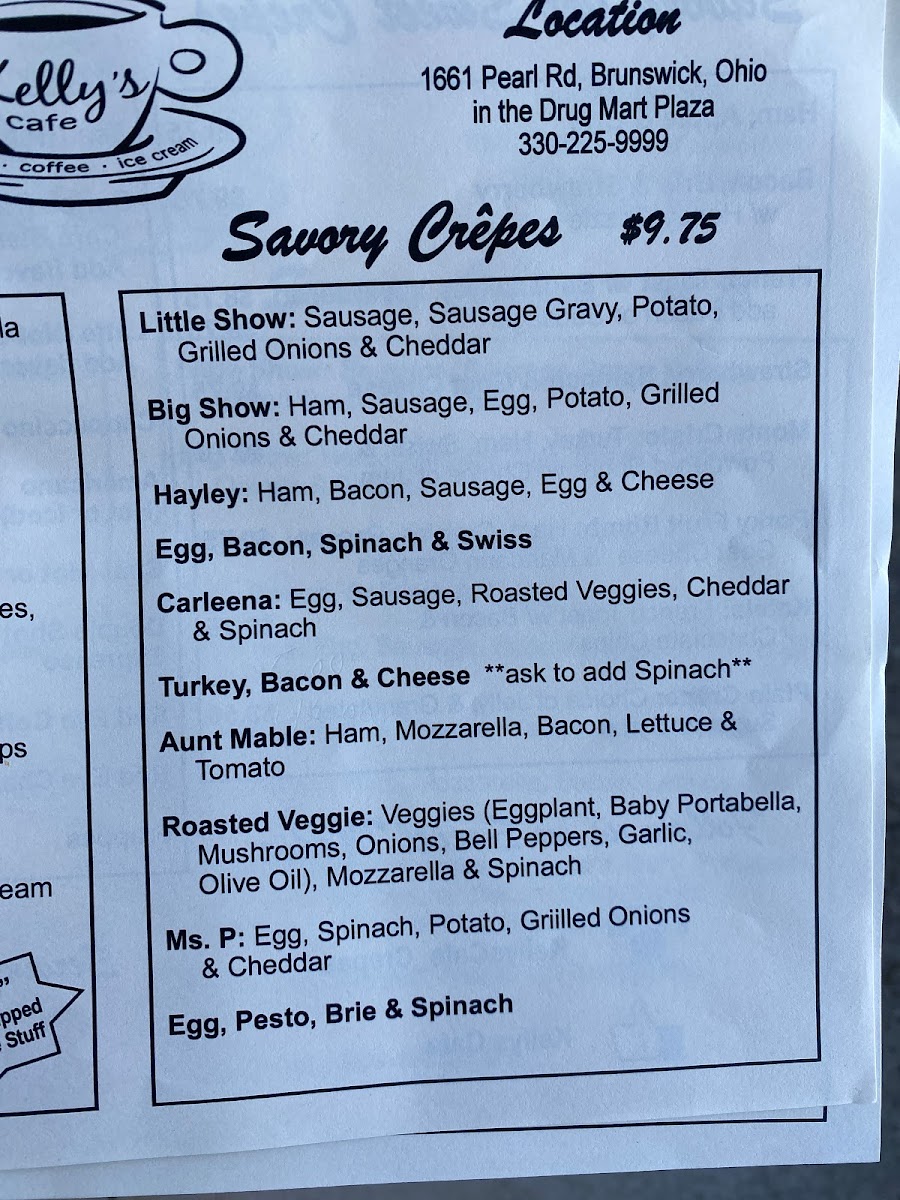 Kelly's
Cafe
· coffee · ice cream
Location
1661 Pearl Rd, Brunswick, Ohio
in the Drug Mart Plaza
330-225-9999
Savory Crêpes $9.75
Little Show: Sausage, Sausage Gravy, Potato,
Grilled Onions & Cheddar
Big Show: Ham, Sausage, Egg, Potato, Grilled
Onions & Cheddar
Hayley: Ham, Bacon, Sausage, Egg & Cheese
Egg, Bacon, Spinach & Swiss
Carleena: Egg, Sausage, Roasted Veggies, Cheddar
& Spinach
Turkey, Bacon & Cheese **ask to add Spinach**
Aunt Mable: Ham, Mozzarella, Bacon, Lettuce &
Tomato
Roasted Veggie: Veggies (Eggplant, Baby Portabella,
Mushrooms, Onions, Bell Peppers, Garlic,
Olive Oil), Mozzarella & Spinach
Ms. P: Egg, Spinach, Potato, Griilled Onions
& Cheddar
Egg, Pesto, Brie & Spinach
Stuff